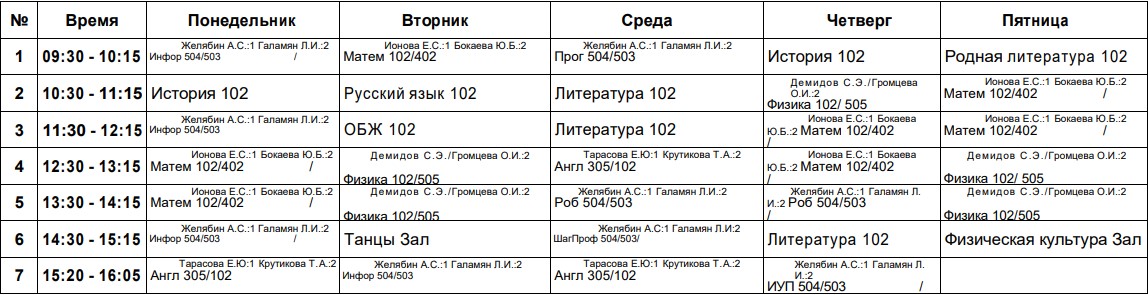 № Время Понедельник Вторник Среда Четверг Пятница
1 09:30 - 10:15 Желябин А.С.:1 Галамян Л.И.:2 Инфор 504/503 / Ионова Е.С.:1 Бокаева Ю.Б.:2 Матем 102/402 Желябин А.С.:1 Галамян Л.И.:2 Прог 504/503 История 102 Родная литература 102
2 10:30 - 11:15 История 102 Русский язык 102 Литература 102 Демидов С.Э./Громцева О.И.:2 Физика 102/ 505 Ионова Е.С.:1 Бокаева Ю.Б.:2 Матем 102/402 /
3 11:30 - 12:15 Желябин А.С.:1 Галамян Л.И.:2 Инфор 504/503 ОБЖ 102 Литература 102 Ионова Е.С.:1 Бокаева Ю.Б.:2 Матем 102/402 / Ионова Е.С.:1 Бокаева Ю.Б.:2 Матем 102/402 /
4 12:30 - 13:15 Ионова Е.С.:1 Бокаева Ю.Б.:2 Матем 102/402 / Демидов С.Э./Громцева О.И.:2 Физика 102/505 Тарасова Е.Ю:1 Крутикова Т.А.:2 Англ 305/102 Ионова Е.С.:1 Бокаева Ю.Б.:2 Матем 102/402 / Демидов С.Э./Громцева О.И.:2 Физика 102/ 505
5 13:30 - 14:15 Ионова Е.С.:1 Бокаева Ю.Б.:2 Матем 102/402 / Демидов С.Э./Громцева О.И.:2 Физика 102/505 Желябин А.С.:1 Галамян Л.И.:2 Роб 504/503 Желябин А.С.:1 Галамян Л.И.:2 Роб 504/503 / Демидов С.Э./Громцева О.И.:2 Физика 102/505
6 14:30 - 15:15 Желябин А.С.:1 Галамян Л.И.:2 Инфор 504/503 / Танцы Зал Желябин А.С.:1 Галамян Л.И.:2 ШагПроф 504/503/ Литература 102 Физическая культура Зал
7 15:20 - 16:05 Тарасова Е.Ю:1 Крутикова Т.А.:2 Англ 305/102 Желябин А.С.:1 Галамян Л.И.:2 Инфор 504/503 Тарасова Е.Ю:1 Крутикова Т.А.:2 Англ 305/102 Желябин А.С.:1 Галамян Л.И.:2 ИУП 504/503 /